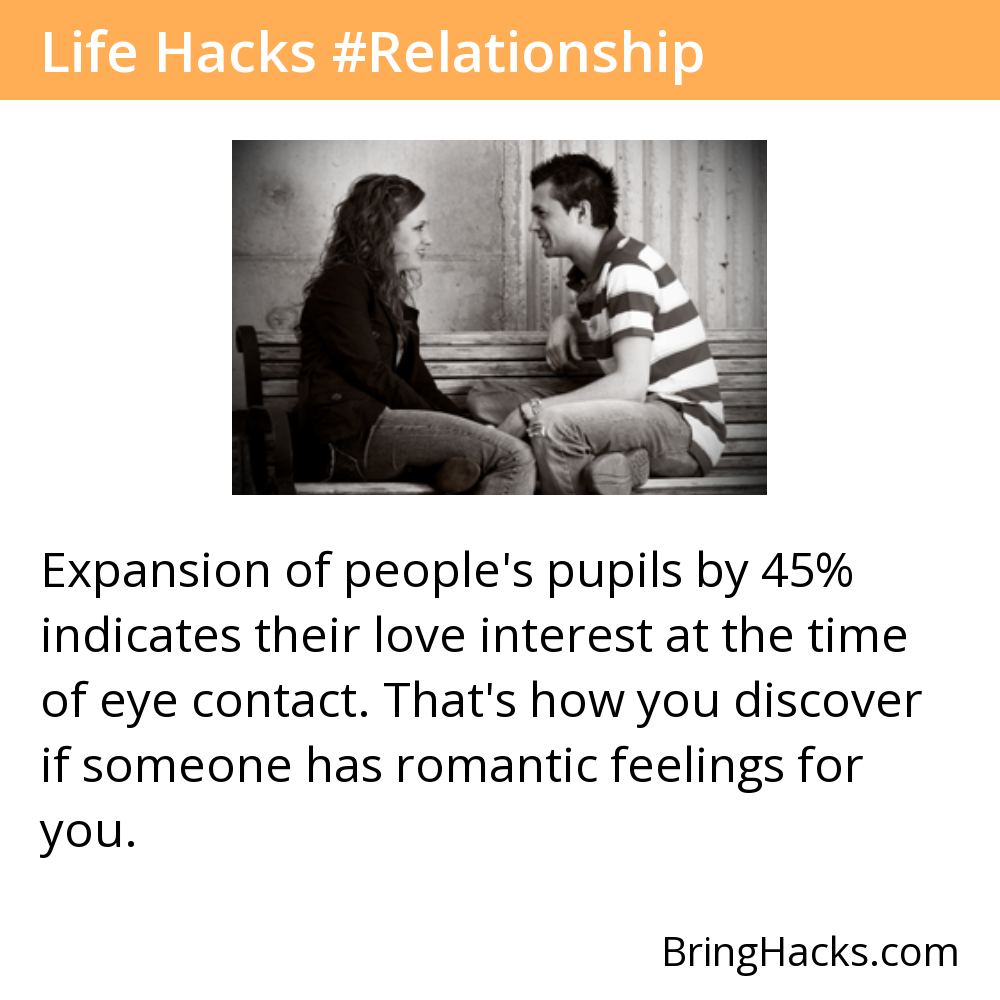 Life Hacks #Relationship
Expansion of people's pupils by 45%
indicates their love interest at the time
of eye contact. That's how you discover
if someone has romantic feelings for
you.
BringHacks.com